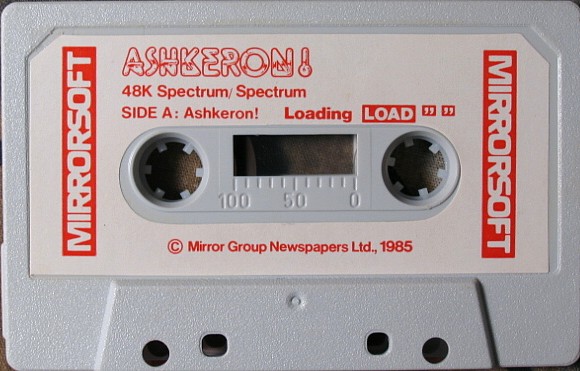 ASHKERON!
48K Spectrum/Spectrum
SIDE A: Ashkeron! Loading LOAD ” ”
MIRRORSOFT
MIRRORSOFT
100 50 0
© Mirror Group Newspapers Ltd., 1985